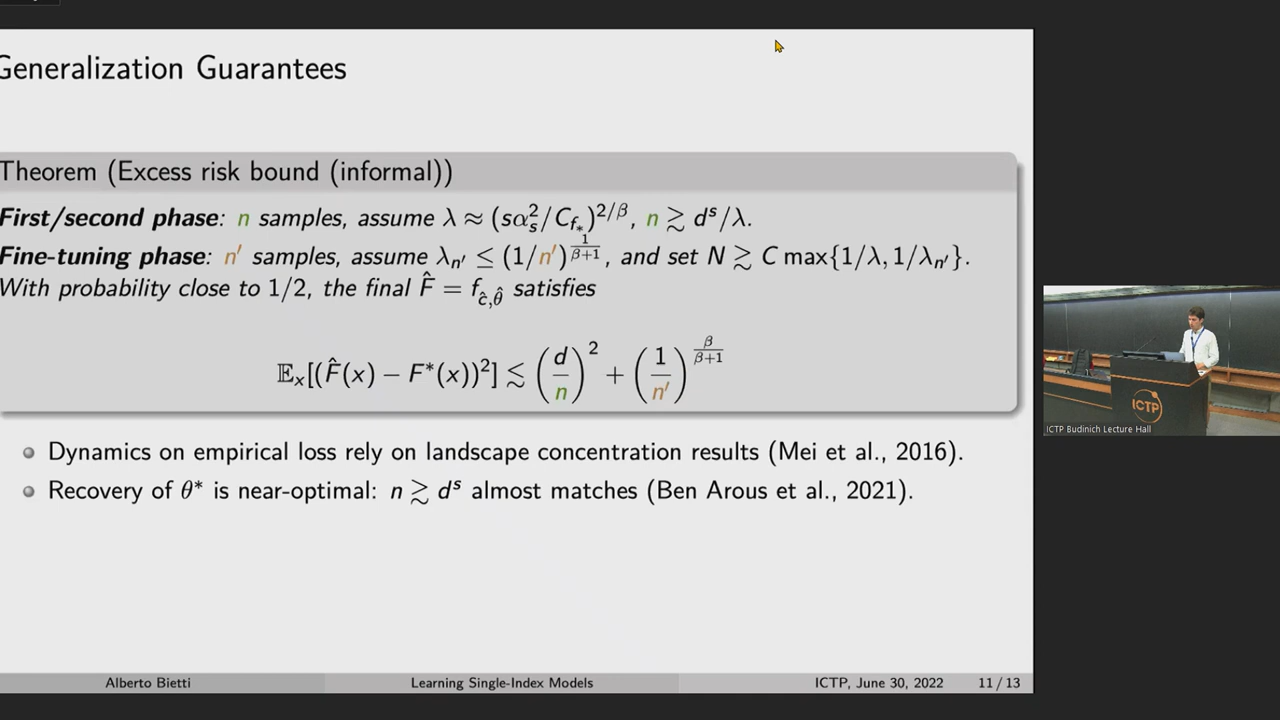 Generalization Guarantees
Theorem (Excess risk bound (informal))
First/second phase: n samples, assume λ ≈ (sα_s^2/C_{f_*})^{2/β}, n ≳ d^s/λ.
Fine-tuning phase: n′ samples, assume λ_{n′} ≤ (1/n′)^{\frac{1}{β+1}}, and set N ≳ C max{1/λ, 1/λ_{n′}}.
With probability close to 1/2, the final F̂ = f_{ĉ,θ̂} satisfies
𝔼_x[(F̂(x) − F*(x))²] ≲ (d/n)² + (1/n′)^{\frac{β}{β+1}}
Dynamics on empirical loss rely on landscape concentration results (Mei et al., 2016).
Recovery of θ* is near-optimal: n ≳ d^s almost matches (Ben Arous et al., 2021).
Alberto Bietti
Learning Single-Index Models
ICTP, June 30, 2022
11 / 13
ICTP
ICTP Budinich Lecture Hall